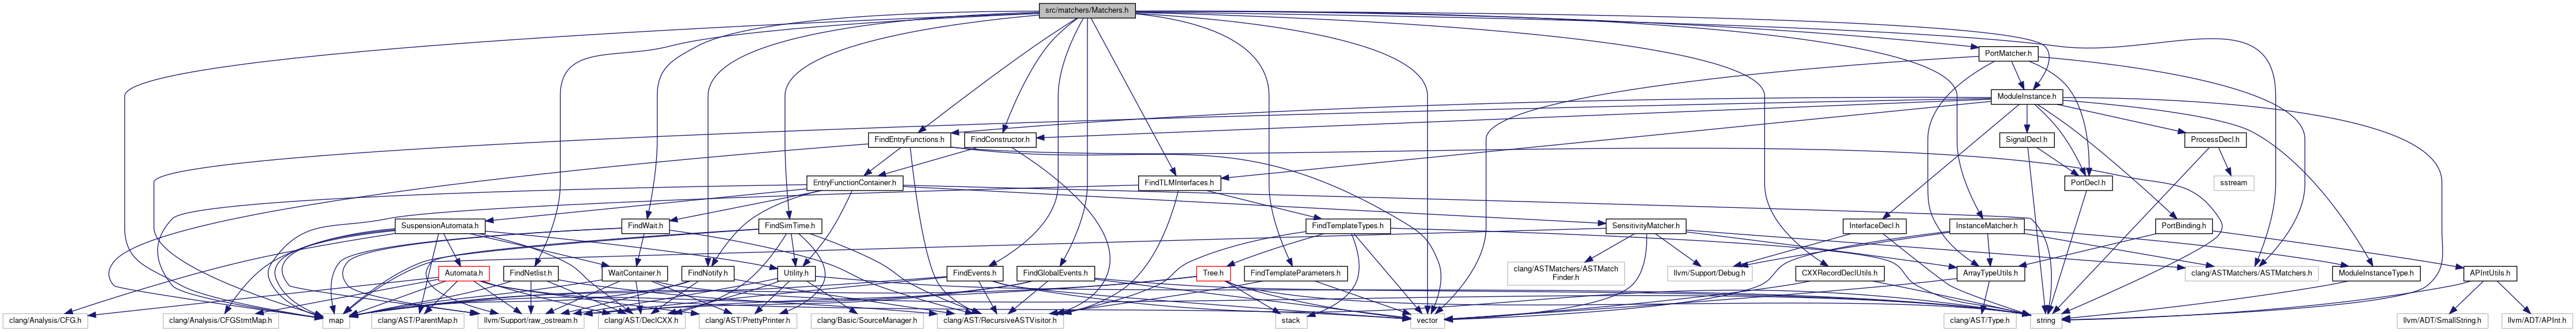 src/matchers/Matchers.h
PortMatcher.h
ModuleInstance.h
FindEntryFunctions.h
FindConstructor.h
SignalDecl.h
ProcessDecl.h
EntryFunctionContainer.h
FindTLMInterfaces.h
PortDecl.h
sstream
SuspensionAutomata.h
FindWait.h
FindSimTime.h
FindTemplateTypes.h
SensitivityMatcher.h
InterfaceDecl.h
InstanceMatcher.h
PortBinding.h
Automata.h
FindNetlist.h
WaitContainer.h
FindNotify.h
Utility.h
FindEvents.h
FindGlobalEvents.h
Tree.h
FindTemplateParameters.h
clang/ASTMatchers/ASTMatch
Finder.h
llvm/Support/Debug.h
CXXRecordDeclUtils.h
ArrayTypeUtils.h
clang/ASTMatchers/ASTMatchers.h
ModuleInstanceType.h
APIntUtils.h
clang/Analysis/CFG.h
clang/Analysis/CFGStmtMap.h
map
clang/AST/ParentMap.h
llvm/Support/raw_ostream.h
clang/AST/DeclCXX.h
clang/AST/PrettyPrinter.h
clang/Basic/SourceManager.h
clang/AST/RecursiveASTVisitor.h
stack
vector
clang/AST/Type.h
string
llvm/ADT/SmallString.h
llvm/ADT/APInt.h